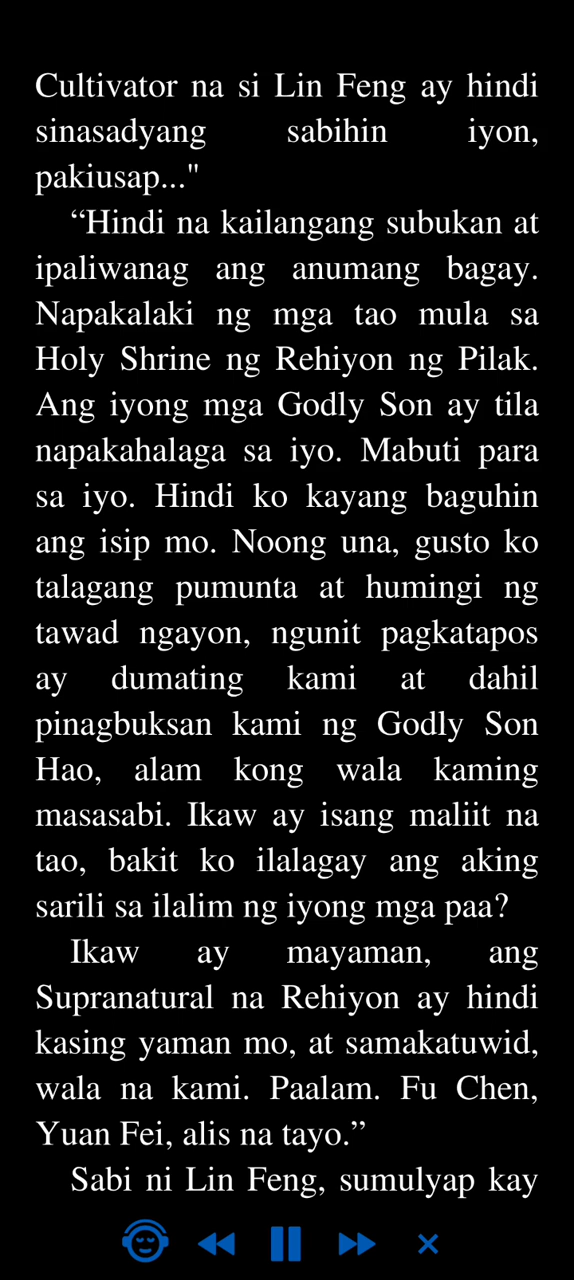 Cultivator na si Lin Feng ay hindi
sinasadyang sabihin iyon,
pakiusap..."
“Hindi na kailangang subukan at
ipaliwanag ang anumang bagay.
Napakalaki ng mga tao mula sa
Holy Shrine ng Rehiyon ng Pilak.
Ang iyong mga Godly Son ay tila
napakahalaga sa iyo. Mabuti para
sa iyo. Hindi ko kayang baguhin
ang isip mo. Noong una, gusto ko
talagang pumunta at humingi ng
tawad ngayon, ngunit pagkatapos
ay dumating kami at dahil
pinagbuksan kami ng Godly Son
Hao, alam kong wala kaming
masasabi. Ikaw ay isang maliit na
tao, bakit ko ilalagay ang aking
sarili sa ilalim ng iyong mga paa?
Ikaw ay mayaman, ang
Supranatural na Rehiyon ay hindi
kasing yaman mo, at samakatuwid,
wala na kami. Paalam. Fu Chen,
Yuan Fei, alis na tayo.”
Sabi ni Lin Feng, sumulyap kay